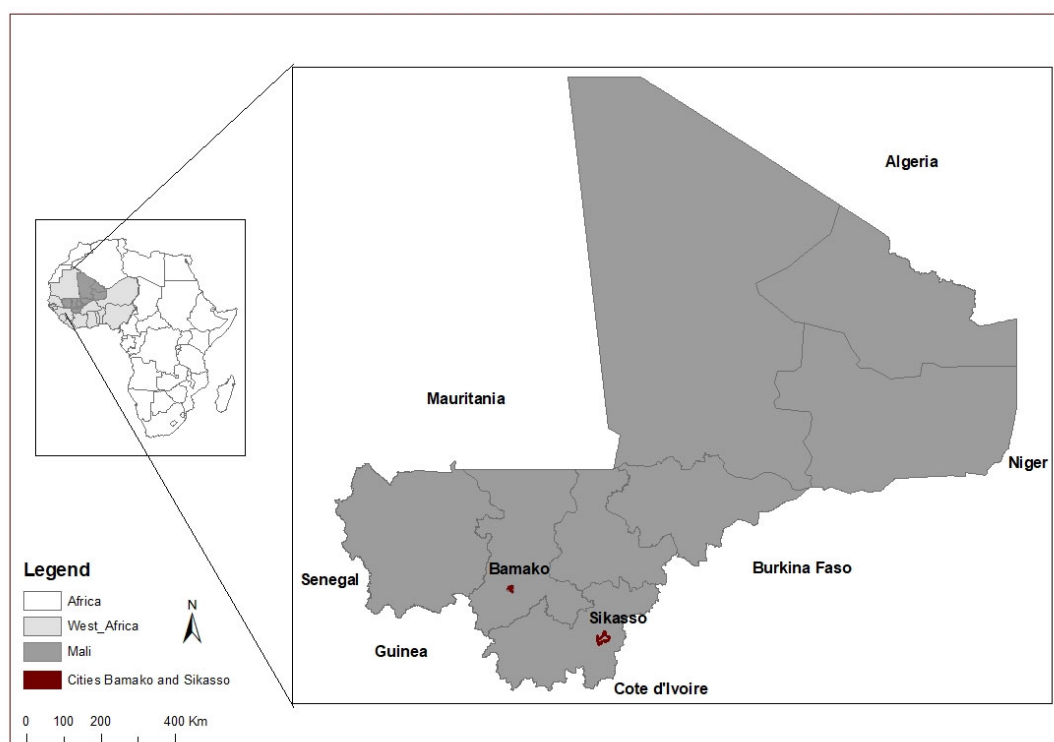 Algeria
Mauritania
Niger
Bamako
Burkina Faso
Senegal
Sikasso
Guinea
Cote d'Ivoire
Legend
Africa
West_Africa
Mali
Cities Bamako and Sikasso
N
0 100 200 400 Km